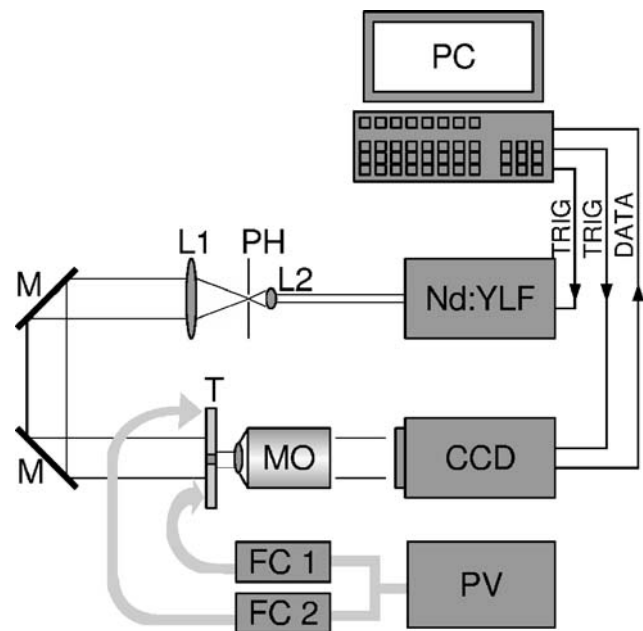 PC
TRIG
TRIG
DATA
L1
PH
L2
M
Nd:YLF
T
M
MO
CCD
FC 1
FC 2
PV